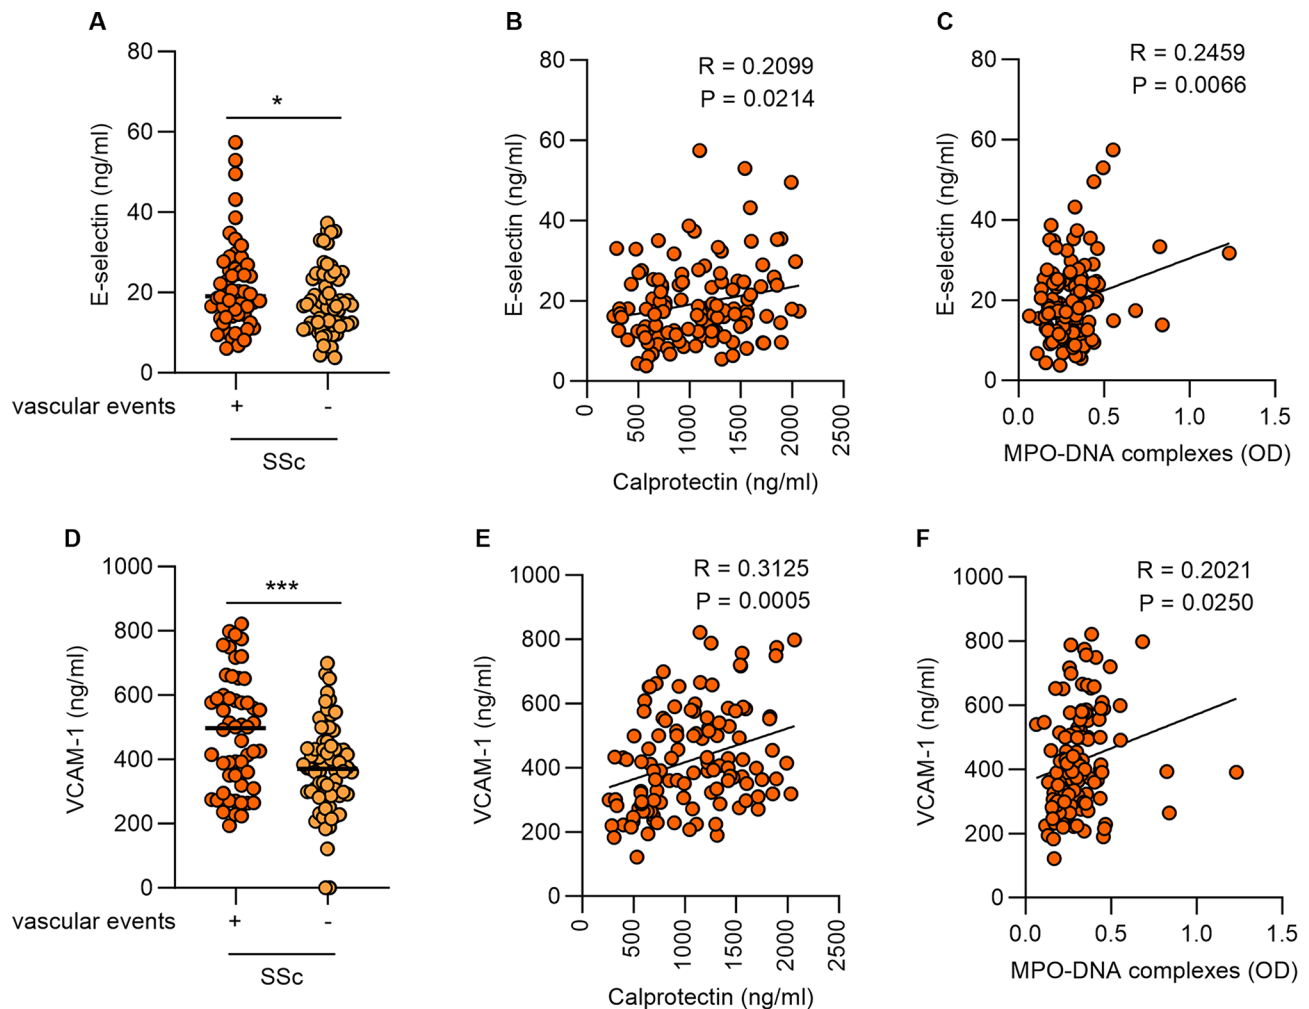 A
E-selectin (ng/ml)
80
60
40
20
0
*
vascular events
+
-
SSc
B
E-selectin (ng/ml)
80
60
40
20
0
R = 0.2099
P = 0.0214
0
500
1000
1500
2000
2500
Calprotectin (ng/ml)
C
E-selectin (ng/ml)
80
60
40
20
0
R = 0.2459
P = 0.0066
0.0
0.5
1.0
1.5
MPO-DNA complexes (OD)
D
VCAM-1 (ng/ml)
1000
800
600
400
200
0
***
vascular events
+
-
SSc
E
VCAM-1 (ng/ml)
1000
800
600
400
200
0
R = 0.3125
P = 0.0005
0
500
1000
1500
2000
2500
Calprotectin (ng/ml)
F
VCAM-1 (ng/ml)
1000
800
600
400
200
0
R = 0.2021
P = 0.0250
0.0
0.5
1.0
1.5
MPO-DNA complexes (OD)